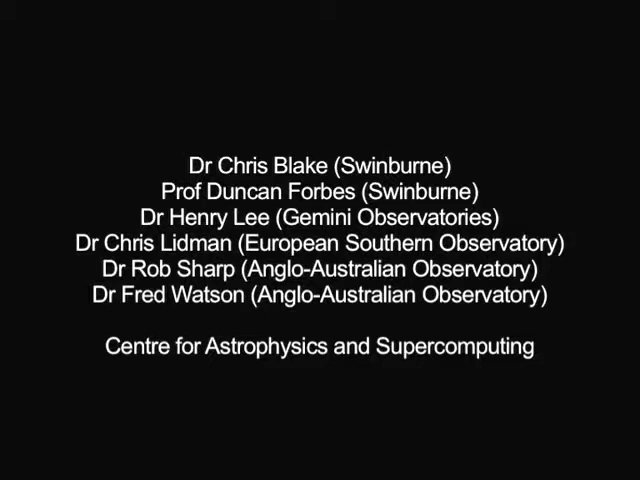 Dr Chris Blake (Swinburne)
Prof Duncan Forbes (Swinburne)
Dr Henry Lee (Gemini Observatories)
Dr Chris Lidman (European Southern Observatory)
Dr Rob Sharp (Anglo-Australian Observatory)
Dr Fred Watson (Anglo-Australian Observatory)
Centre for Astrophysics and Supercomputing